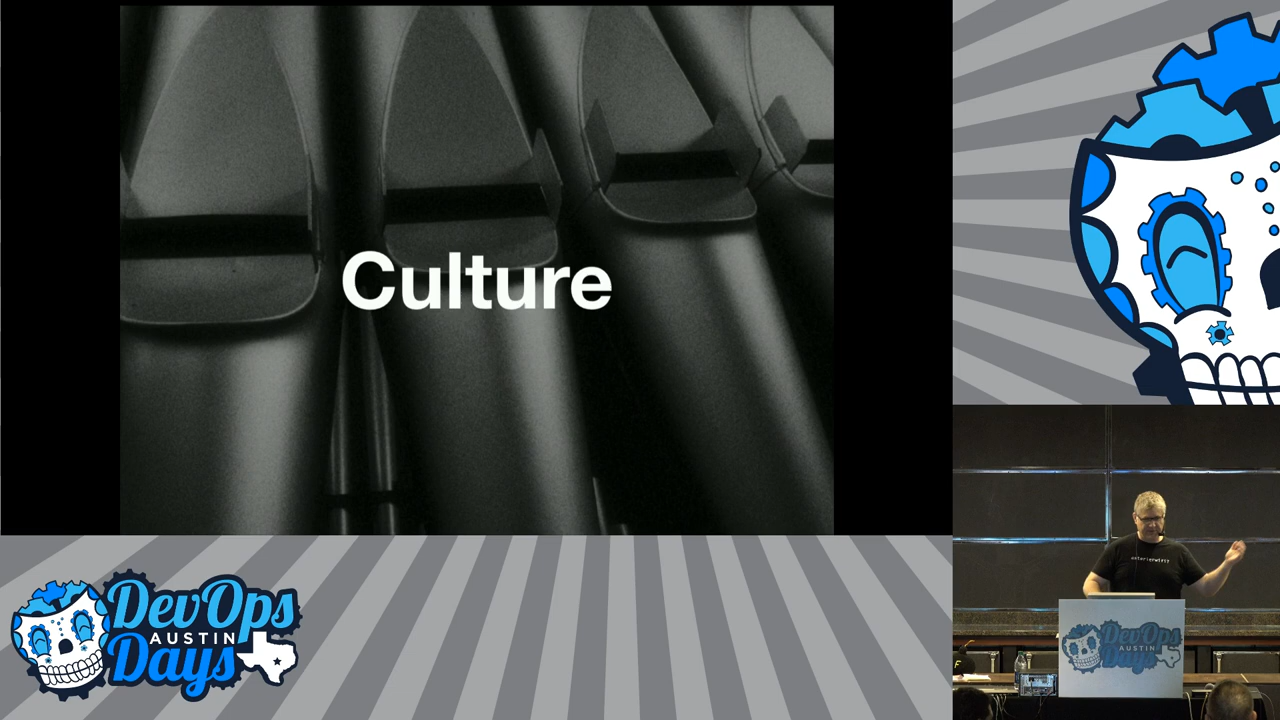 Culture
DevOps
AUSTIN
Days
DevOps
AUSTIN
Days